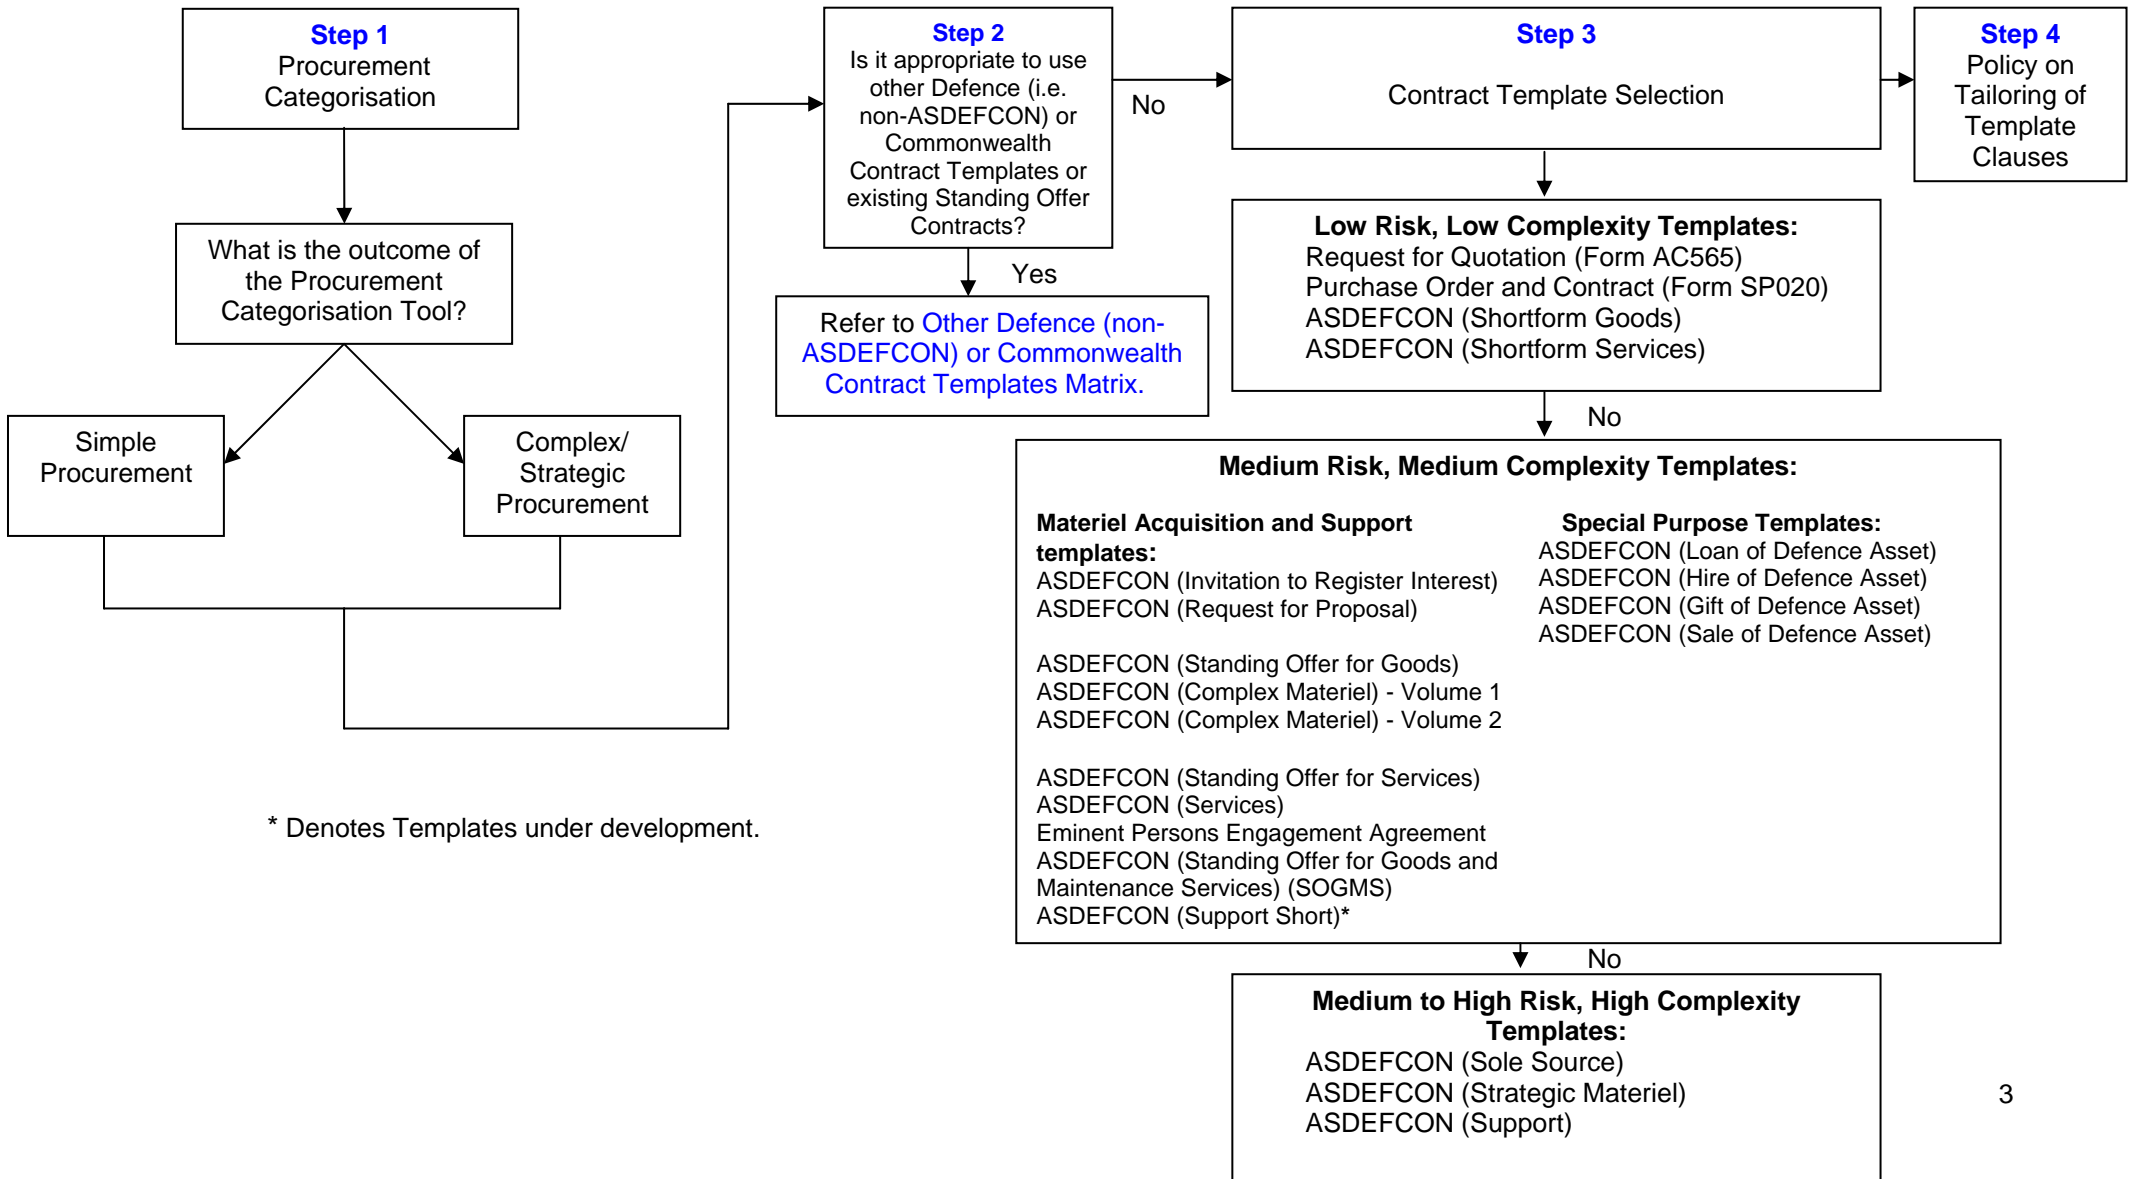 Step 1
Procurement
Categorisation
What is the outcome of
the Procurement
Categorisation Tool?
Simple
Procurement
Complex/
Strategic
Procurement
Step 2
Is it appropriate to use
other Defence (i.e.
non-ASDEFCON) or
Commonwealth
Contract Templates or
existing Standing Offer
Contracts?
No
Yes
Refer to Other Defence (non-
ASDEFCON) or Commonwealth
Contract Templates Matrix.
Step 3
Contract Template Selection
Step 4
Policy on
Tailoring of
Template
Clauses
Low Risk, Low Complexity Templates:
Request for Quotation (Form AC565)
Purchase Order and Contract (Form SP020)
ASDEFCON (Shortform Goods)
ASDEFCON (Shortform Services)
No
Medium Risk, Medium Complexity Templates:
Materiel Acquisition and Support
templates:
ASDEFCON (Invitation to Register Interest)
ASDEFCON (Request for Proposal)
ASDEFCON (Standing Offer for Goods)
ASDEFCON (Complex Materiel) - Volume 1
ASDEFCON (Complex Materiel) - Volume 2
ASDEFCON (Standing Offer for Services)
ASDEFCON (Services)
Eminent Persons Engagement Agreement
ASDEFCON (Standing Offer for Goods and
Maintenance Services) (SOGMS)
ASDEFCON (Support Short)*
Special Purpose Templates:
ASDEFCON (Loan of Defence Asset)
ASDEFCON (Hire of Defence Asset)
ASDEFCON (Gift of Defence Asset)
ASDEFCON (Sale of Defence Asset)
No
Medium to High Risk, High Complexity
Templates:
ASDEFCON (Sole Source)
ASDEFCON (Strategic Materiel)
ASDEFCON (Support)
* Denotes Templates under development.
3